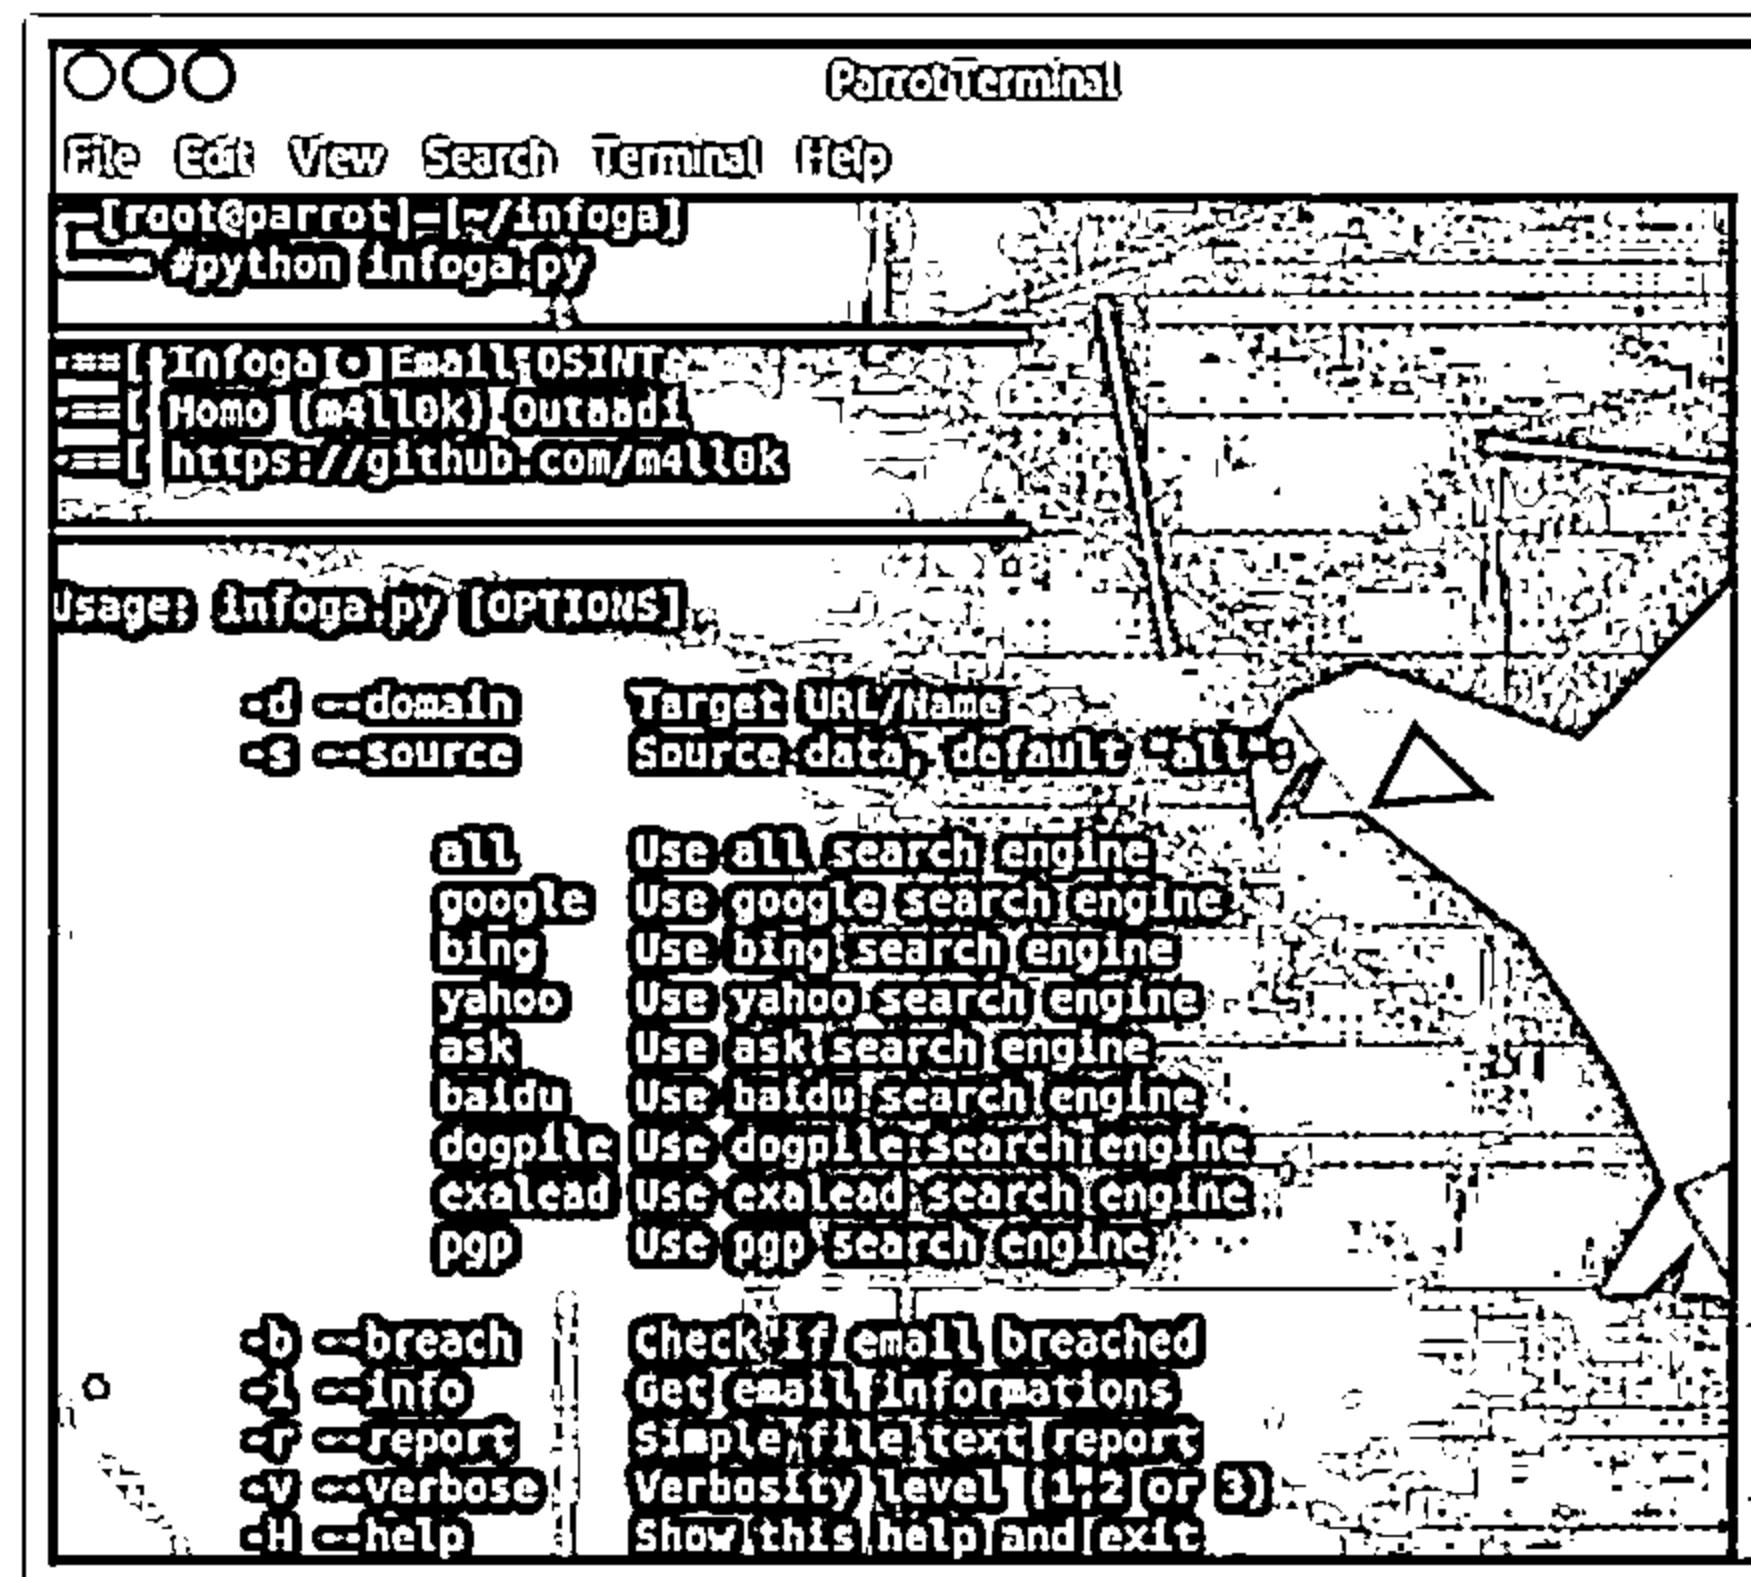 Parrot Terminal
File Edit View Search Terminal Help
[root@parrot]─[~/infoga]
#python infoga.py
--==[ Infoga[ ]Email OSINT
--==[ Momo (m4ll0k) Outaadi
--==[ https://github.com/m4ll0k
Usage: infoga.py [OPTIONS]
-d --domain Target URL/Name
-s --source Source data, default "all"
all Use all search engine
google Use google search engine
bing Use bing search engine
yahoo Use yahoo search engine
ask Use ask search engine
baidu Use baidu search engine
dogpile Use dogpile search engine
exalead Use exalead search engine
pgp Use pgp search engine
-b --breach Check if email breached
-i --info Get email informations
-r --report Simple file text report
-v --verbose Verbosity level (1,2 or 3)
-H --help Show this help and exit